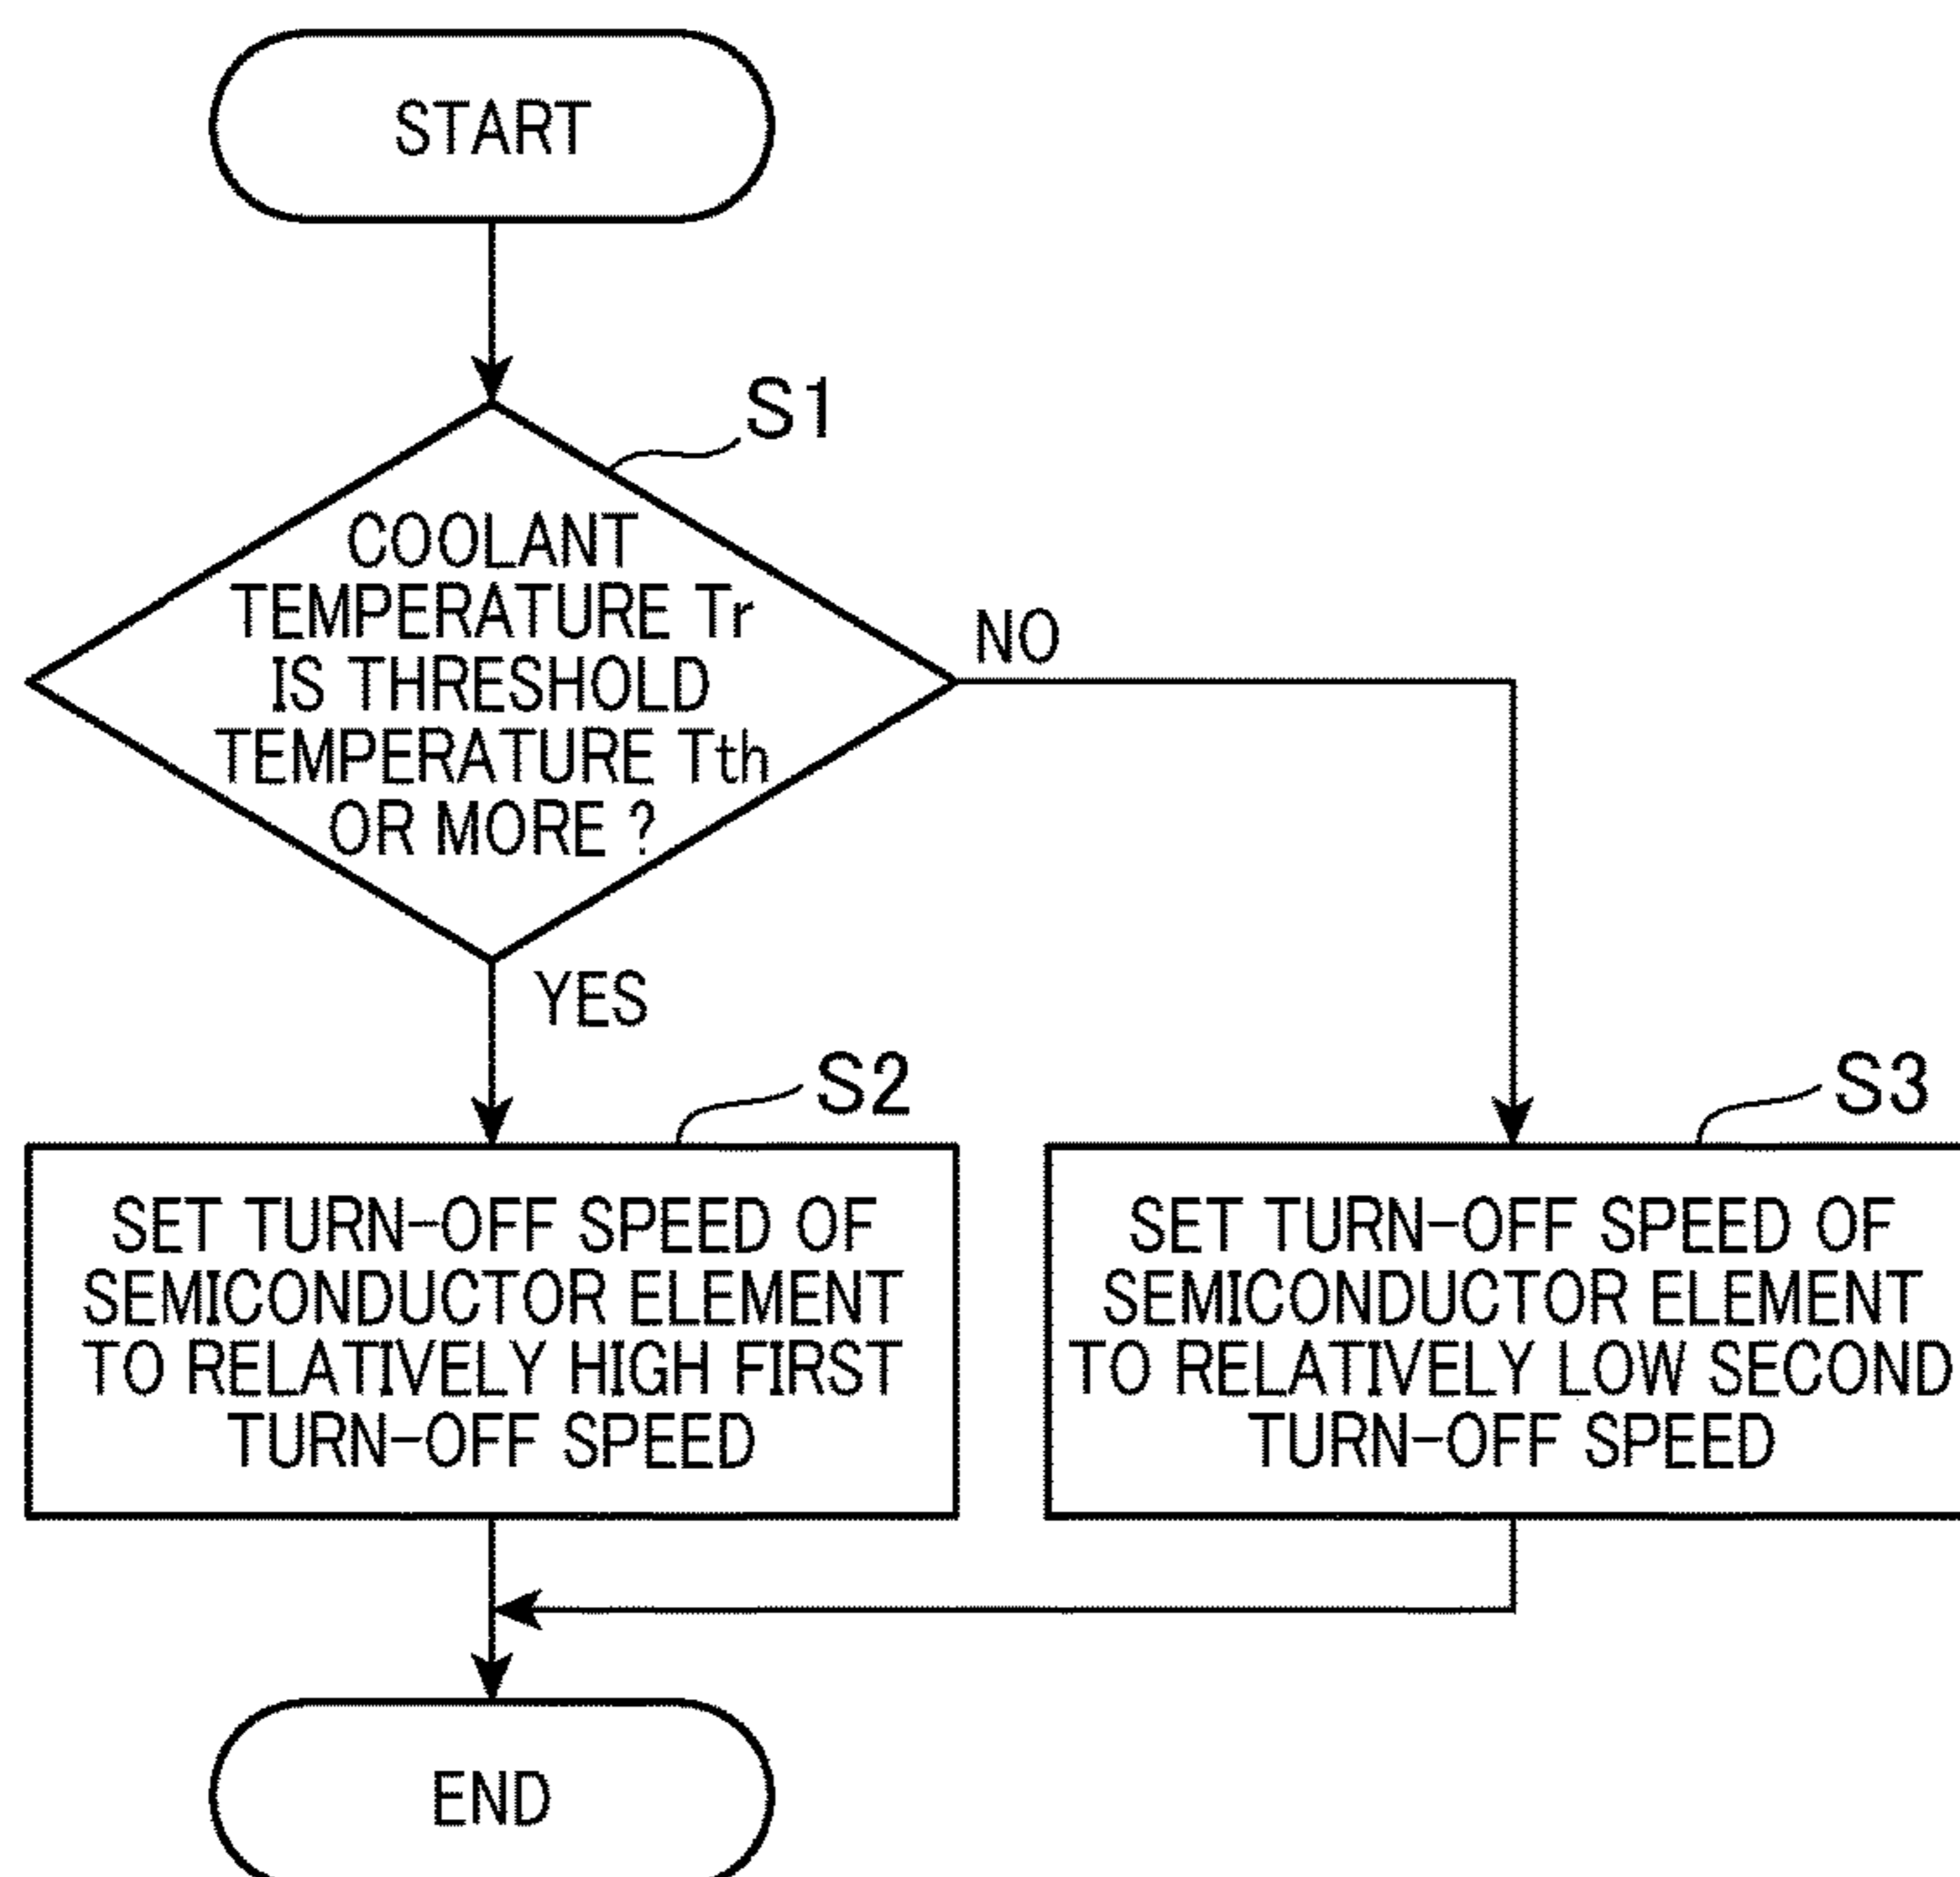 START
S1
COOLANT
TEMPERATURE Tr
IS THRESHOLD
TEMPERATURE Tth
OR MORE ?
NO
YES
S2
SET TURN-OFF SPEED OF
SEMICONDUCTOR ELEMENT
TO RELATIVELY HIGH FIRST
TURN-OFF SPEED
S3
SET TURN-OFF SPEED OF
SEMICONDUCTOR ELEMENT
TO RELATIVELY LOW SECOND
TURN-OFF SPEED
END